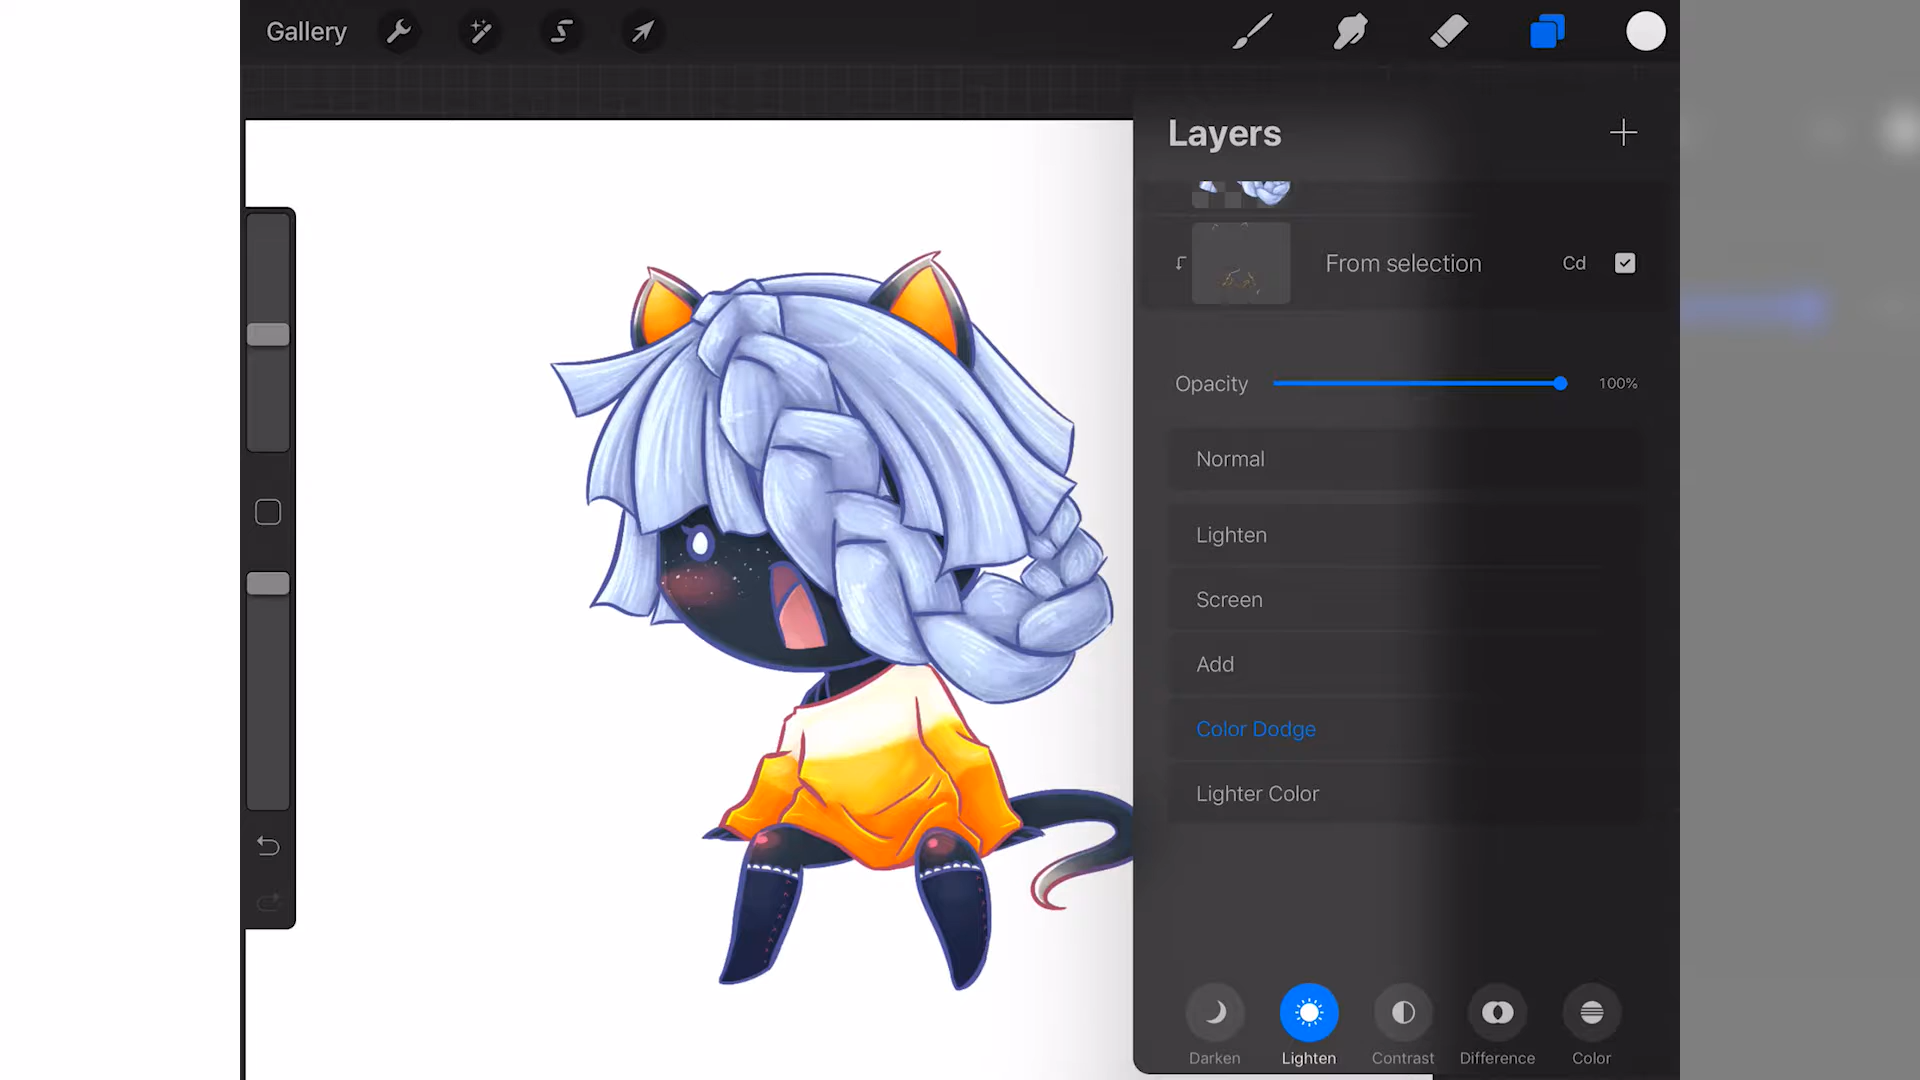 Gallery
Layers
From selection Cd
Opacity 100%
Normal
Lighten
Screen
Add
Color Dodge
Lighter Color
Darken Lighten Contrast Difference Color